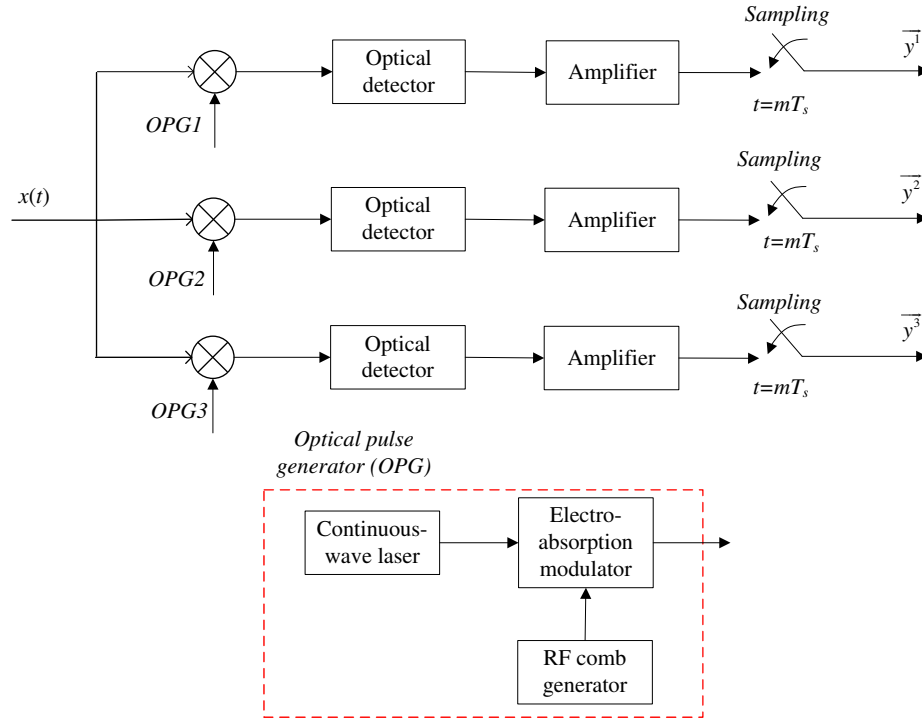 Sampling
y¹
Optical
detector
Amplifier
OPG1
t=mTₛ
x(t)
Sampling
y²
Optical
detector
Amplifier
OPG2
t=mTₛ
Sampling
y³
Optical
detector
Amplifier
OPG3
t=mTₛ
Optical pulse
generator (OPG)
Continuous-
wave laser
Electro-
absorption
modulator
RF comb
generator